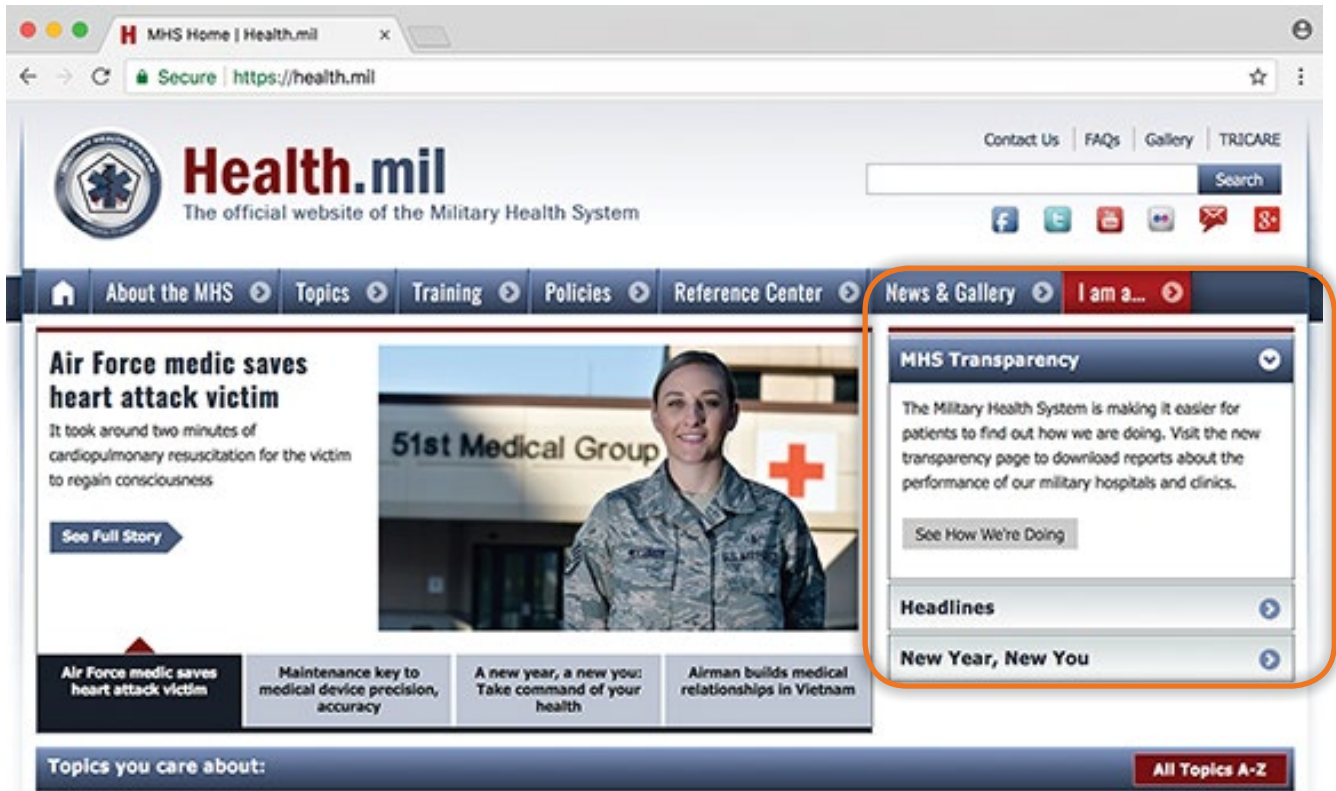 MHS Home | Health.mil
Secure | https://health.mil
Contact Us | FAQs | Gallery | TRICARE
Health.mil
The official website of the Military Health System
Search
About the MHS
Topics
Training
Policies
Reference Center
News & Gallery
I am a...
Air Force medic saves
heart attack victim
It took around two minutes of
cardiopulmonary resuscitation for the victim
to regain consciousness
See Full Story
51st Medical Group
U.S. AIR FORCE
MHS Transparency
The Military Health System is making it easier for
patients to find out how we are doing. Visit the new
transparency page to download reports about the
performance of our military hospitals and clinics.
See How We're Doing
Headlines
New Year, New You
Air Force medic saves
heart attack victim
Maintenance key to
medical device precision,
accuracy
A new year, a new you:
Take command of your
health
Airman builds medical
relationships in Vietnam
Topics you care about:
All Topics A-Z